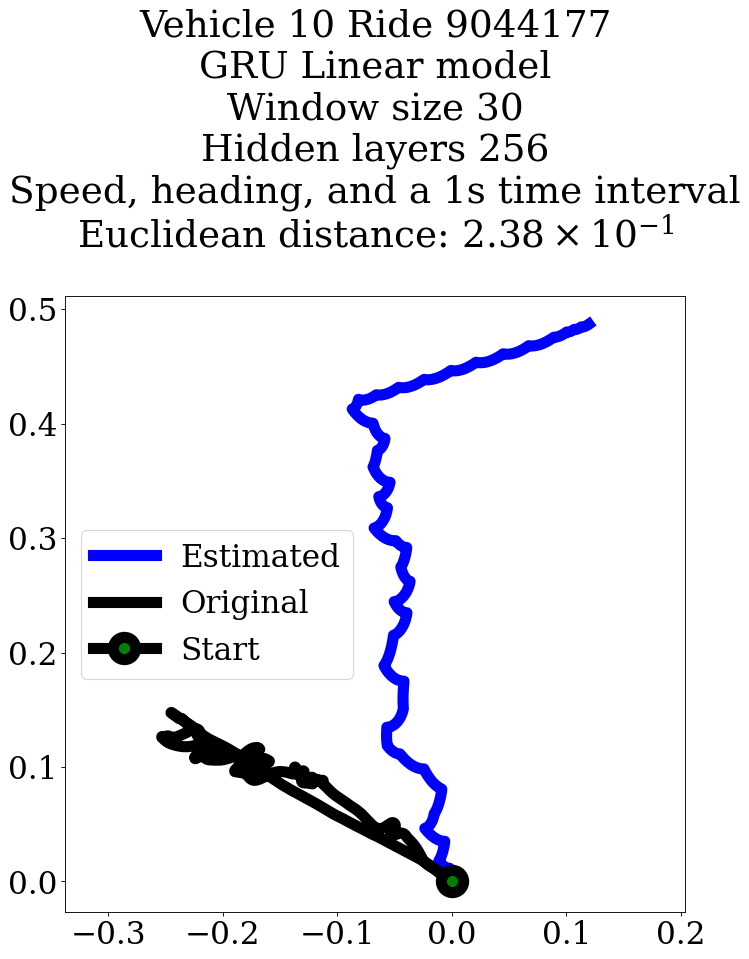 Vehicle 10 Ride 9044177
GRU Linear model
Window size 30
Hidden layers 256
Speed, heading, and a 1s time interval
Euclidean distance: 2.38 × 10⁻¹
0.5
0.4
0.3
0.2
0.1
0.0
Estimated
Original
Start
−0.3 −0.2 −0.1 0.0 0.1 0.2